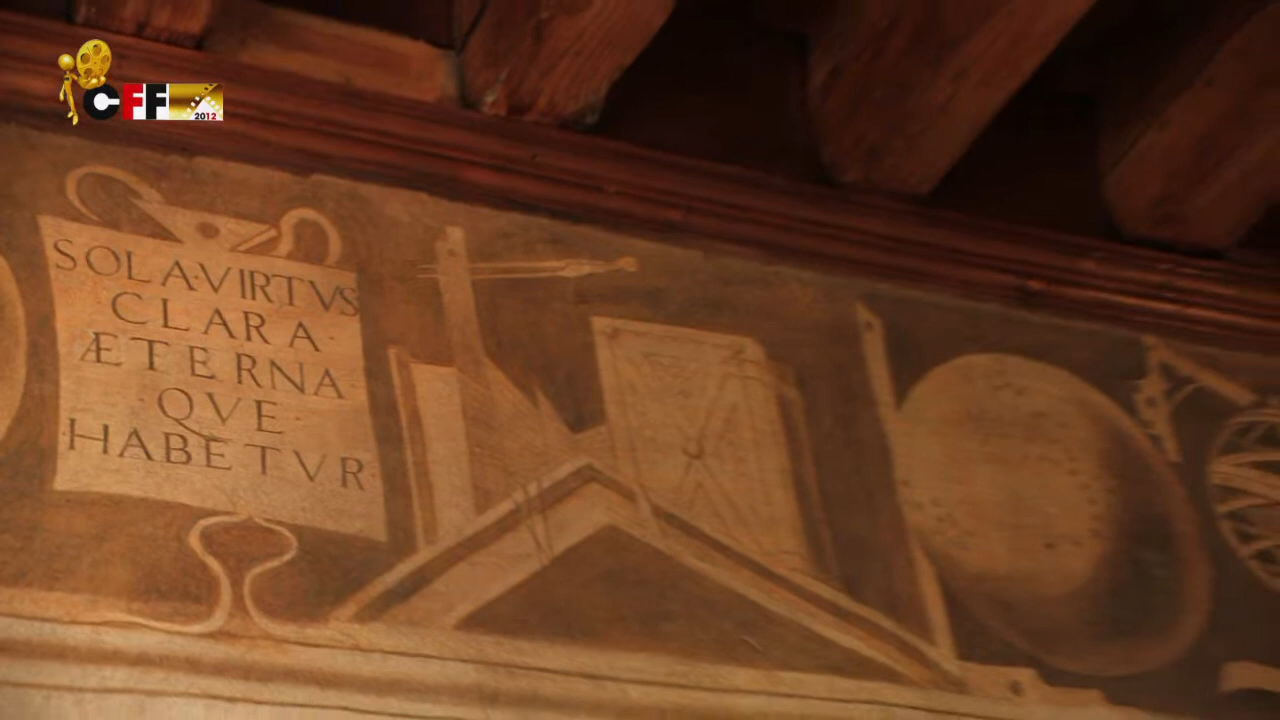 CFF
2012
SOLA·VIRTVS
CLARA·
ÆTERNA·
·QVE·
·HABETVR·